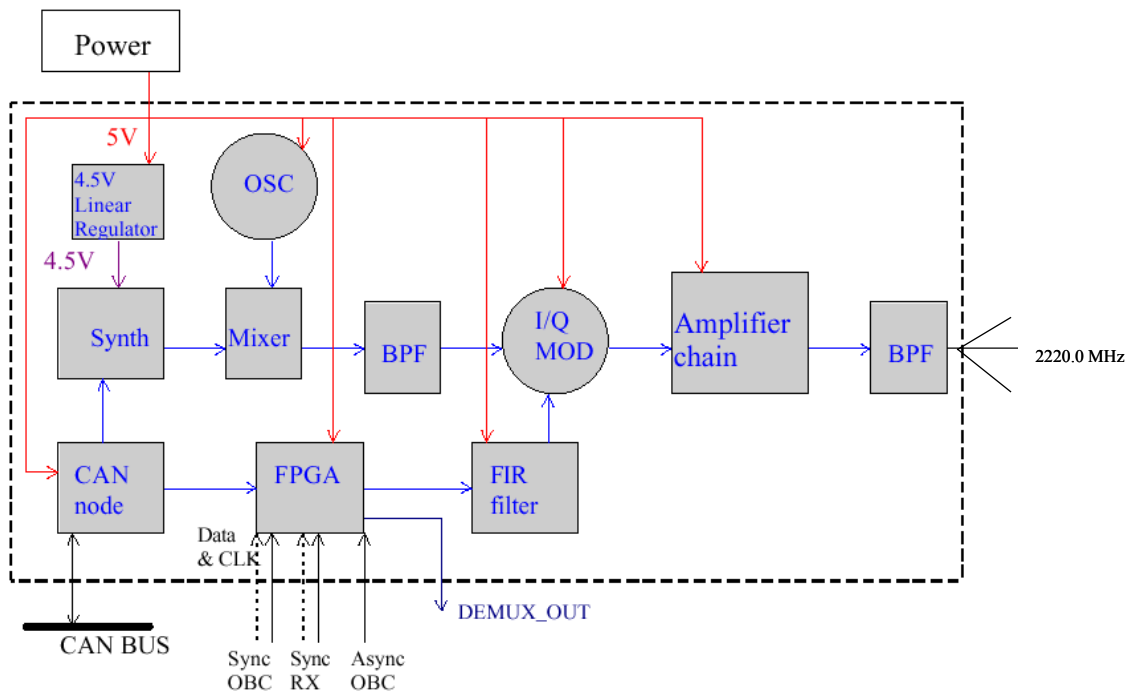 Power
5V
4.5V
Linear
Regulator
OSC
4.5V
Synth
Mixer
BPF
I/Q
MOD
Amplifier
chain
BPF
2220.0 MHz
CAN
node
FPGA
FIR
filter
Data
& CLK
DEMUX_OUT
CAN BUS
Sync
OBC
Sync
RX
Async
OBC